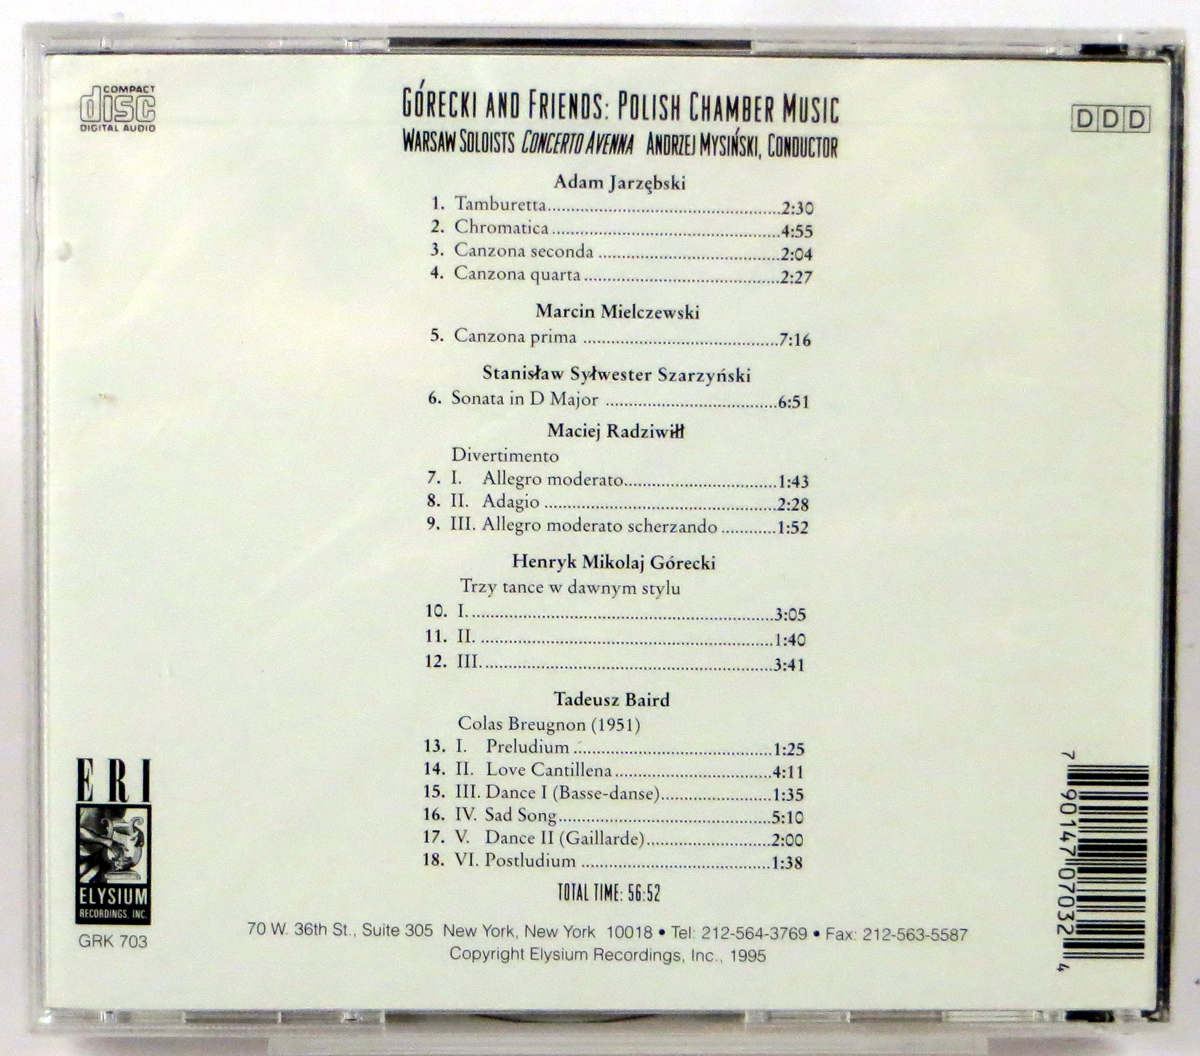 COMPACT
disc
DIGITAL AUDIO
GÓRECKI AND FRIENDS: POLISH CHAMBER MUSIC
WARSAW SOLOISTS CONCERTO AVENNA ANDRZEJ MYSIŃSKI, CONDUCTOR
DDD
Adam Jarzębski
1. Tamburetta 2:30
2. Chromatica 4:55
3. Canzona seconda 2:04
4. Canzona quarta 2:27
Marcin Mielczewski
5. Canzona prima 7:16
Stanisław Syłwester Szarzyński
6. Sonata in D Major 6:51
Maciej Radziwiłł
Divertimento
7. I. Allegro moderato 1:43
8. II. Adagio 2:28
9. III. Allegro moderato scherzando 1:52
Henryk Mikolaj Górecki
Trzy tance w dawnym stylu
10. I. 3:05
11. II. 1:40
12. III. 3:41
Tadeusz Baird
Colas Breugnon (1951)
13. I. Preludium 1:25
14. II. Love Cantillena 4:11
15. III. Dance I (Basse-danse) 1:35
16. IV. Sad Song 5:10
17. V. Dance II (Gaillarde) 2:00
18. VI. Postludium 1:38
TOTAL TIME: 56:52
ERI
ELYSIUM
RECORDINGS, INC.
GRK 703
70 W. 36th St., Suite 305 New York, New York 10018 • Tel: 212-564-3769 • Fax: 212-563-5587
Copyright Elysium Recordings, Inc., 1995
7 90147 07032 4